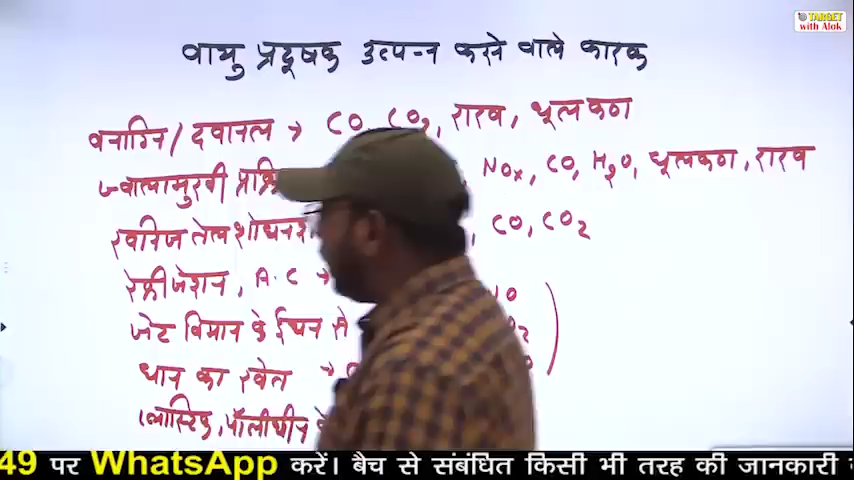 TARGET
with Alok
वायु प्रदूषक उत्पन्न करने वाले कारक
वनाग्नि / दवानल → CO, CO2, राख, धूलकण
ज्वालामुखी NOx, CO, H2O, धूलकण, राख
खनिज तेल शोधन CO, CO2
रेफ्रीजेशन, A.C →
जेट विमान के ईंधन से
धान का खेत →
प्लास्टिक, पॉलीथीन
49 पर WhatsApp करें। बैच से संबंधित किसी भी तरह की जानकारी